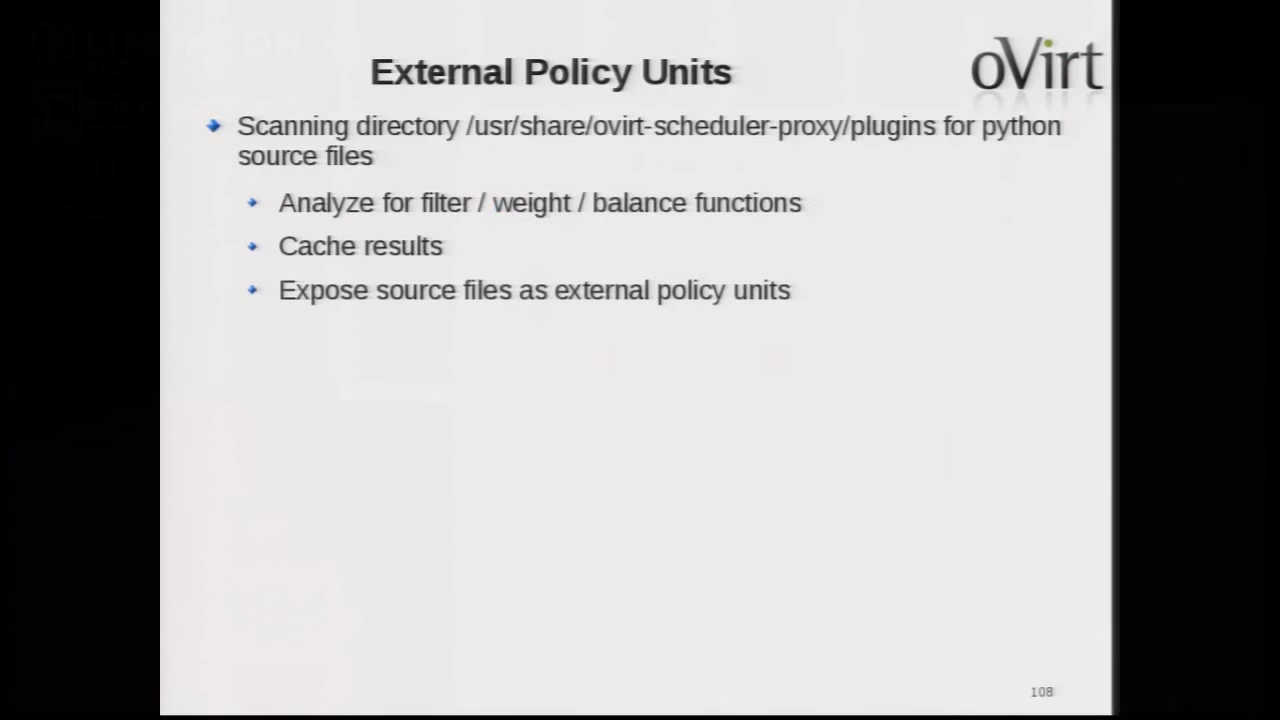 External Policy Units
oVirt
Scanning directory /usr/share/ovirt-scheduler-proxy/plugins for python
source files
Analyze for filter / weight / balance functions
Cache results
Expose source files as external policy units
108